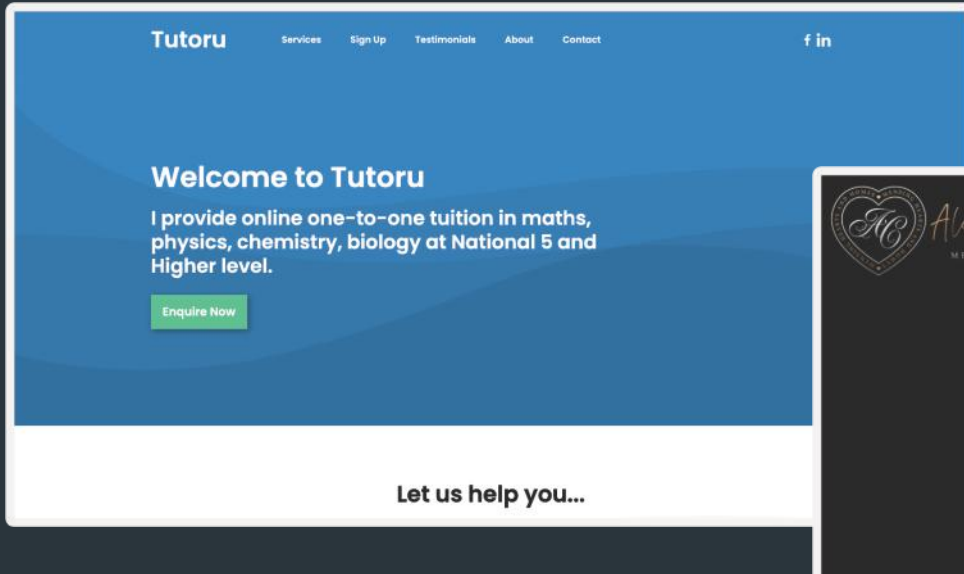 Tutoru
Services Sign Up Testimonials About Contact
f in
Welcome to Tutoru
I provide online one-to-one tuition in maths,
physics, chemistry, biology at National 5 and
Higher level.
Enquire Now
Let us help you...
AC